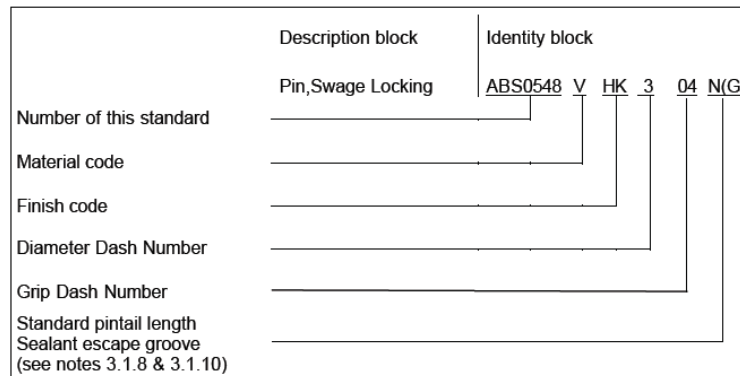 Description block Identity block
Pin,Swage Locking ABS0548 V HK 3 04 N(G
Number of this standard
Material code
Finish code
Diameter Dash Number
Grip Dash Number
Standard pintail length
Sealant escape groove
(see notes 3.1.8 & 3.1.10)